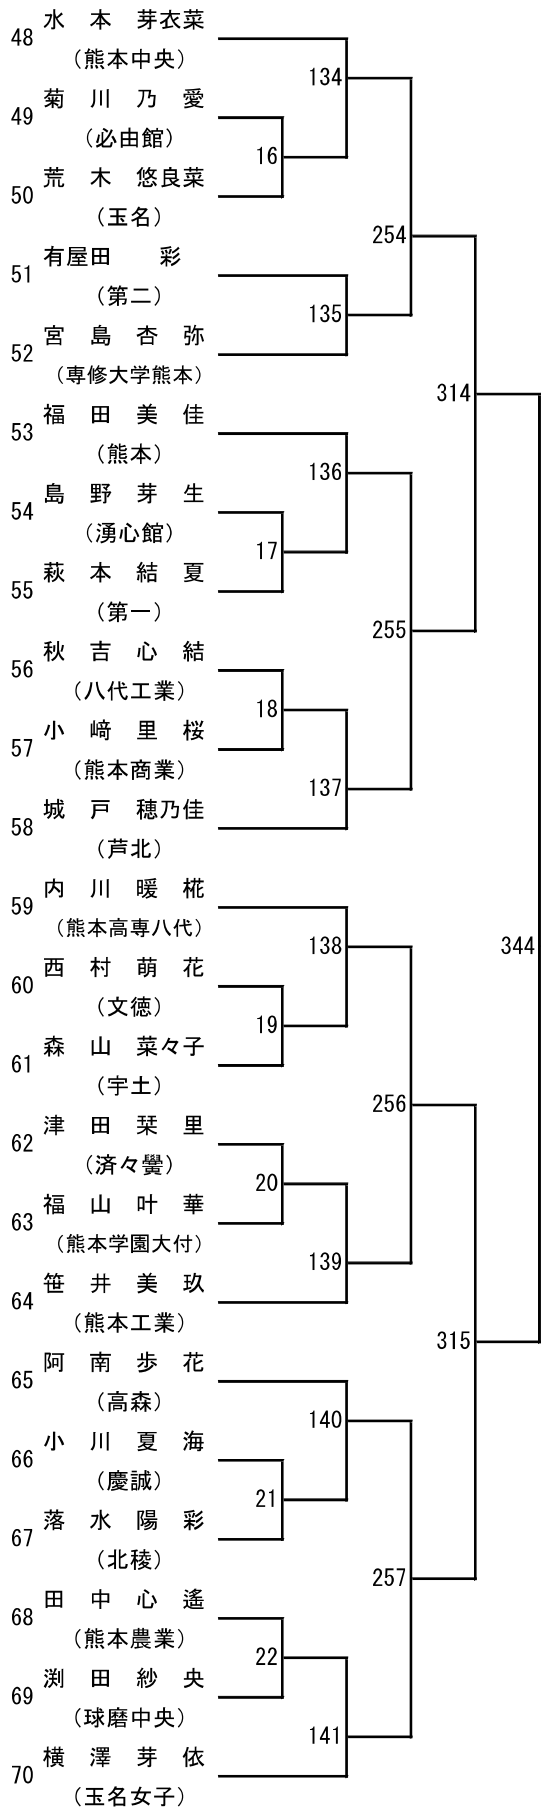 水　本　芽衣菜
48
（熊本中央）
134
菊　川　乃　愛
49
（必由館）
16
荒　木　悠良菜
50
（玉名）
254
有屋田　　彩
51
（第二）
135
宮　島　杏　弥
52
（専修大学熊本）
314
福　田　美　佳
53
（熊本）
136
島　野　芽　生
54
（湧心館）
17
萩　本　結　夏
55
（第一）
255
秋　吉　心　結
56
（八代工業）
18
小　﨑　里　桜
57
（熊本商業）
137
城　戸　穂乃佳
58
（芦北）
内　川　暖　椛
59
（熊本高専八代）
138
344
西　村　萌　花
60
（文徳）
19
森　山　菜々子
61
（宇土）
256
津　田　栞　里
62
（済々黌）
20
福　山　叶　華
63
（熊本学園大付）
139
笹　井　美　玖
64
（熊本工業）
315
阿　南　歩　花
65
（高森）
140
小　川　夏　海
66
（慶誠）
21
落　水　陽　彩
67
（北稜）
257
田　中　心　遙
68
（熊本農業）
22
渕　田　紗　央
69
（球磨中央）
141
横　澤　芽　依
70
（玉名女子）